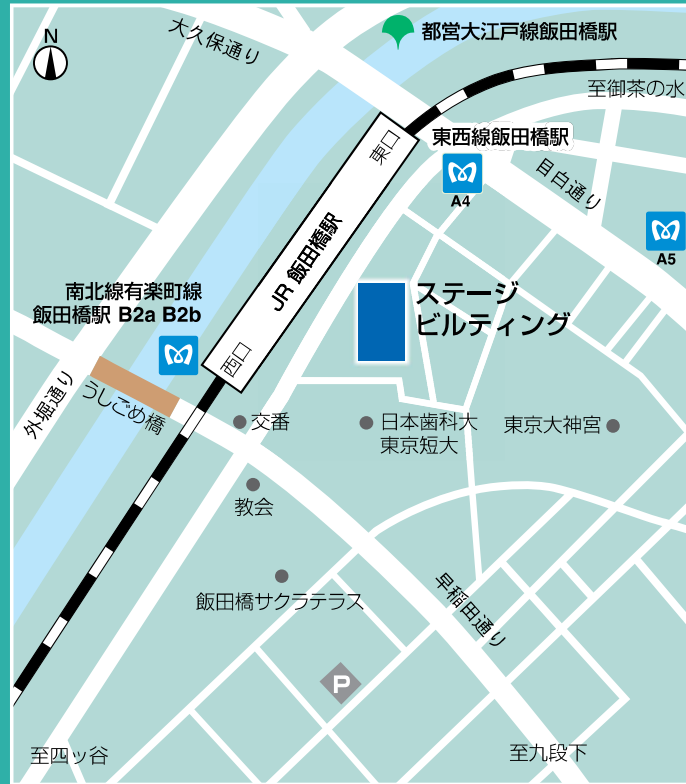 N
大久保通り
都営大江戸線飯田橋駅
至御茶の水
東口
東西線飯田橋駅
A4
目白通り
A5
JR 飯田橋駅
南北線有楽町線
飯田橋駅 B2a B2b
ステージ
ビルティング
西口
外堀通り
うしごめ橋
交番
日本歯科大
東京短大
東京大神宮
教会
飯田橋サクラテラス
早稲田通り
P
至四ッ谷
至九段下